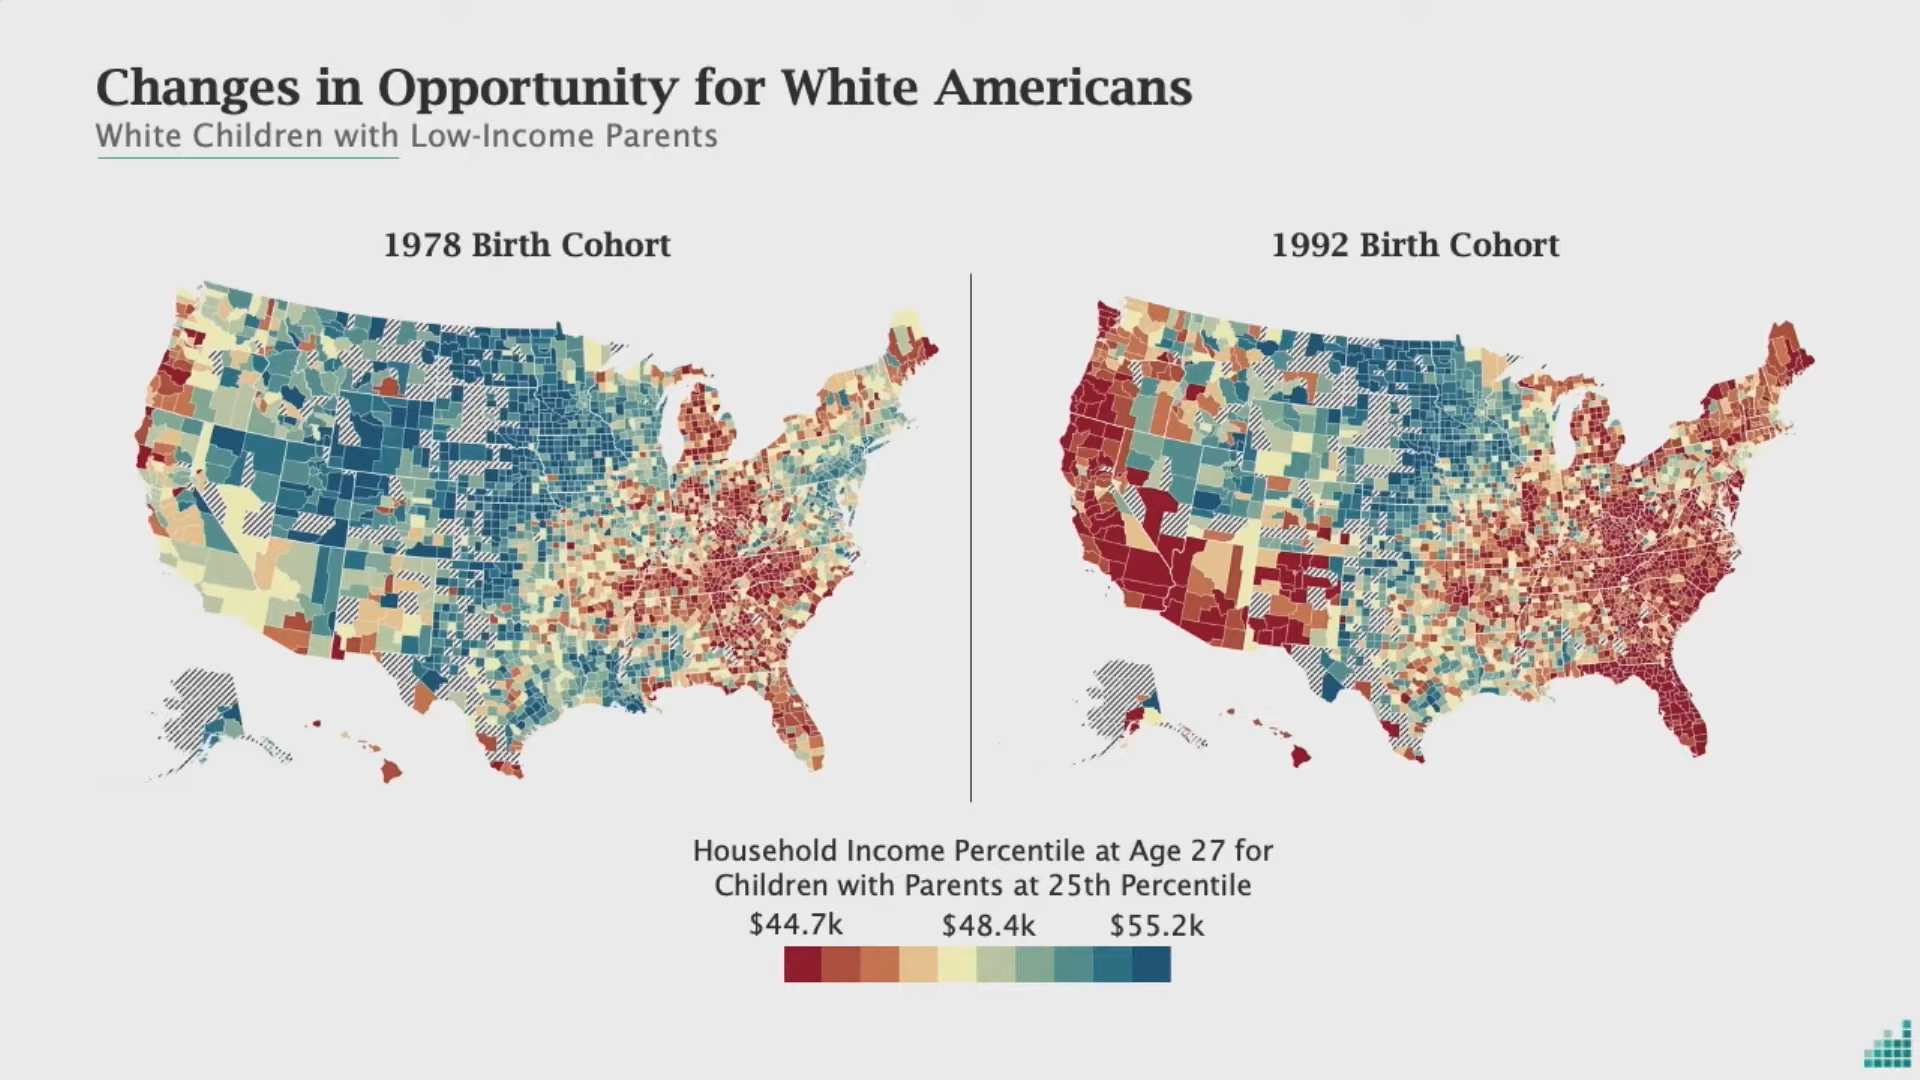 Changes in Opportunity for White Americans
White Children with Low-Income Parents
1978 Birth Cohort
1992 Birth Cohort
Household Income Percentile at Age 27 for
Children with Parents at 25th Percentile
$44.7k $48.4k $55.2k